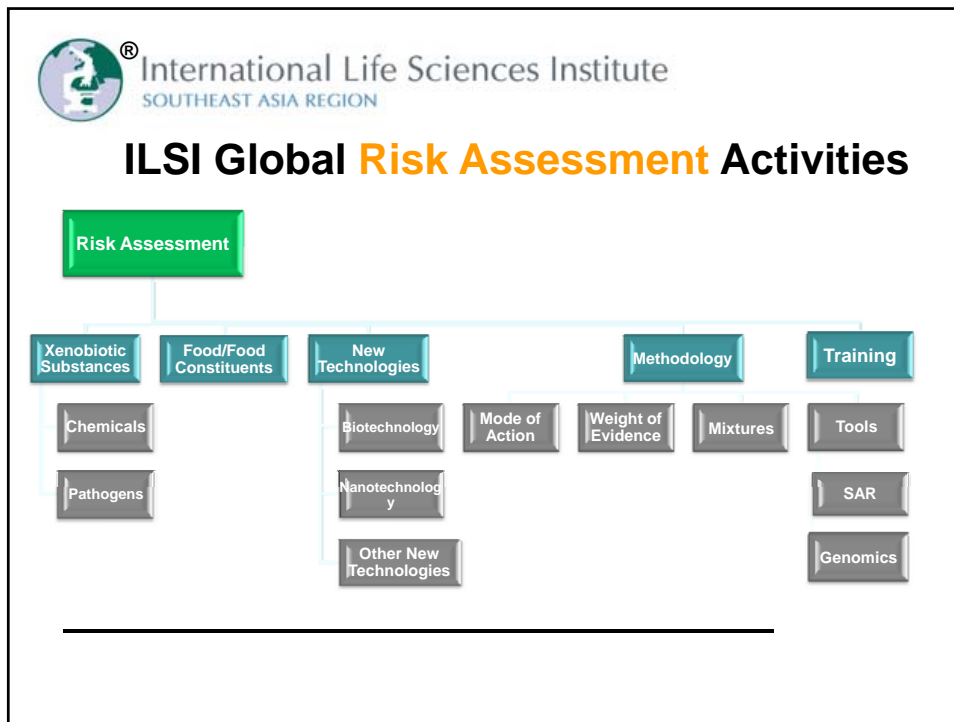 ®
International Life Sciences Institute
SOUTHEAST ASIA REGION
ILSI Global Risk Assessment Activities
Risk Assessment
Xenobiotic
Substances
Food/Food
Constituents
New
Technologies
Methodology
Training
Chemicals
Biotechnology
Mode of
Action
Weight of
Evidence
Mixtures
Tools
Pathogens
Nanotechnolog
y
SAR
Other New
Technologies
Genomics